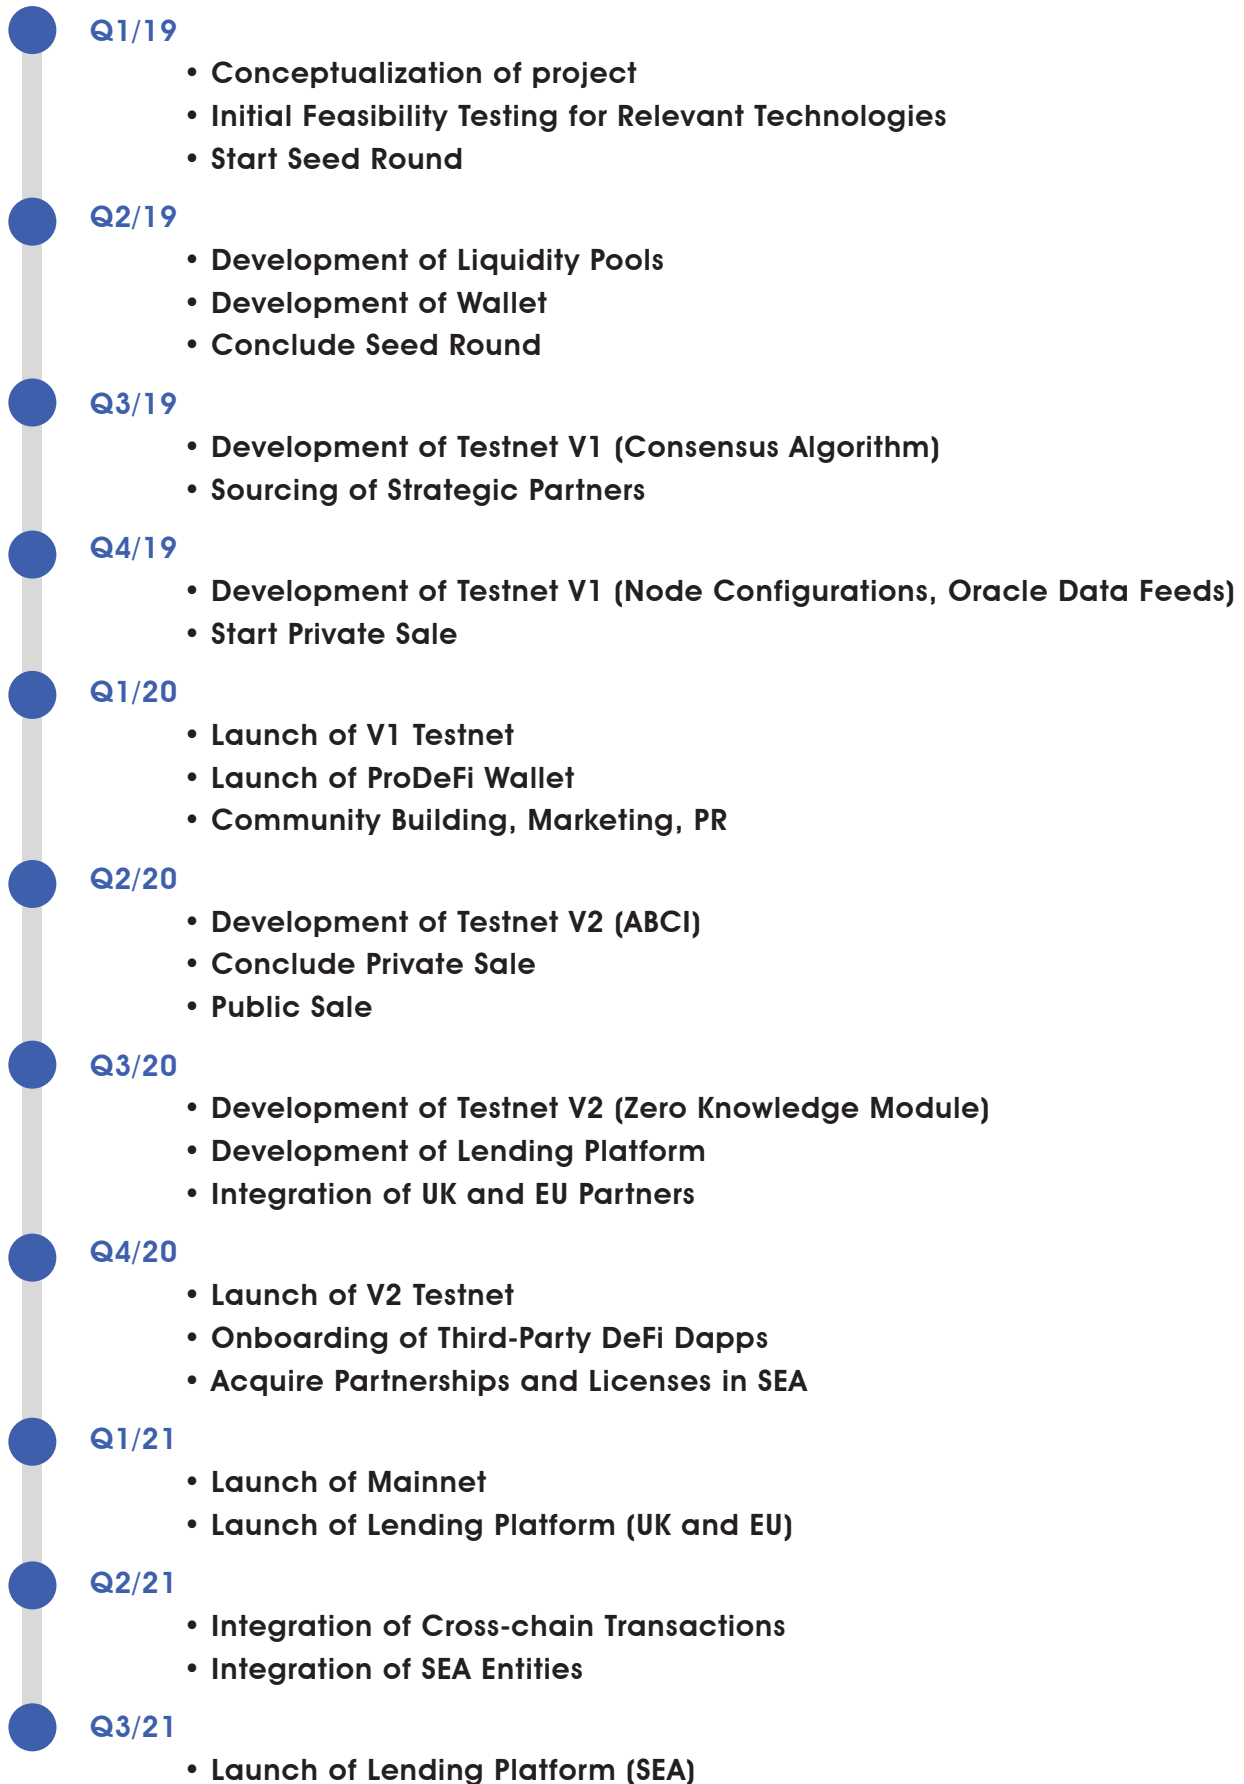 Q1/19
• Conceptualization of project
• Initial Feasibility Testing for Relevant Technologies
• Start Seed Round
Q2/19
• Development of Liquidity Pools
• Development of Wallet
• Conclude Seed Round
Q3/19
• Development of Testnet V1 (Consensus Algorithm)
• Sourcing of Strategic Partners
Q4/19
• Development of Testnet V1 (Node Configurations, Oracle Data Feeds)
• Start Private Sale
Q1/20
• Launch of V1 Testnet
• Launch of ProDeFi Wallet
• Community Building, Marketing, PR
Q2/20
• Development of Testnet V2 (ABCI)
• Conclude Private Sale
• Public Sale
Q3/20
• Development of Testnet V2 (Zero Knowledge Module)
• Development of Lending Platform
• Integration of UK and EU Partners
Q4/20
• Launch of V2 Testnet
• Onboarding of Third-Party DeFi Dapps
• Acquire Partnerships and Licenses in SEA
Q1/21
• Launch of Mainnet
• Launch of Lending Platform (UK and EU)
Q2/21
• Integration of Cross-chain Transactions
• Integration of SEA Entities
Q3/21
• Launch of Lending Platform (SEA)